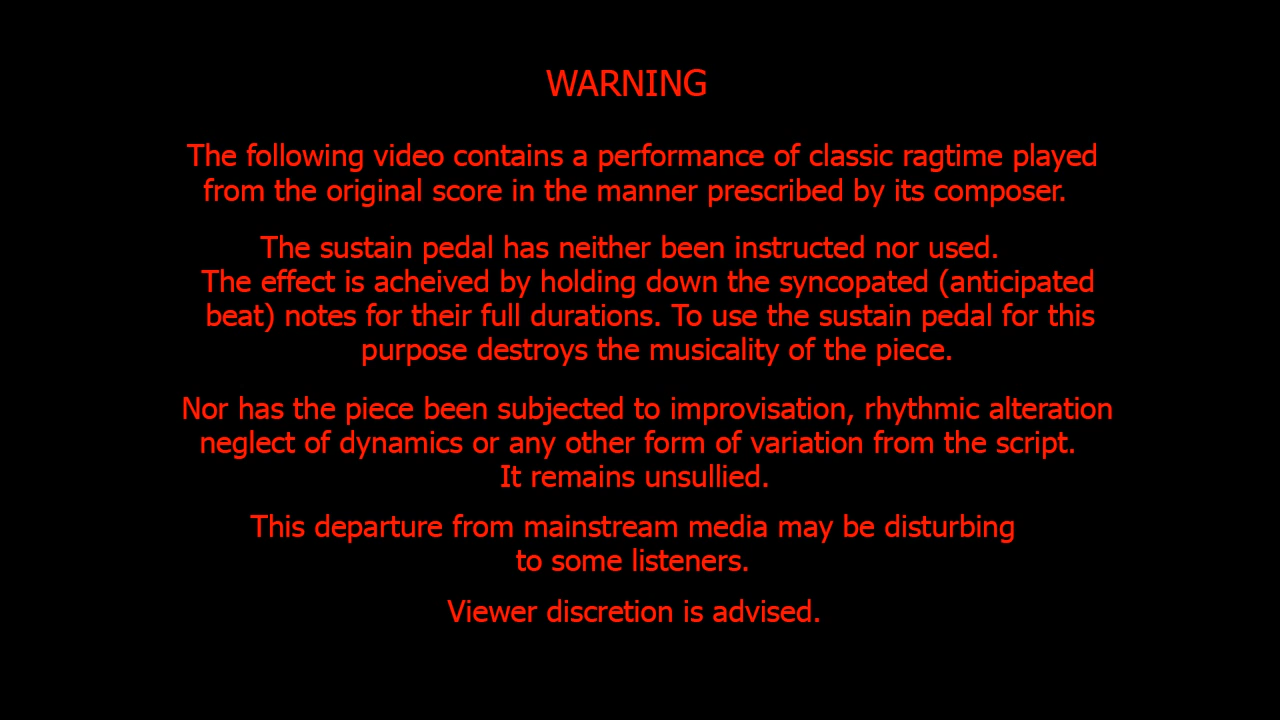 WARNING
The following video contains a performance of classic ragtime played
from the original score in the manner prescribed by its composer.
The sustain pedal has neither been instructed nor used.
The effect is acheived by holding down the syncopated (anticipated
beat) notes for their full durations. To use the sustain pedal for this
purpose destroys the musicality of the piece.
Nor has the piece been subjected to improvisation, rhythmic alteration
neglect of dynamics or any other form of variation from the script.
It remains unsullied.
This departure from mainstream media may be disturbing
to some listeners.
Viewer discretion is advised.